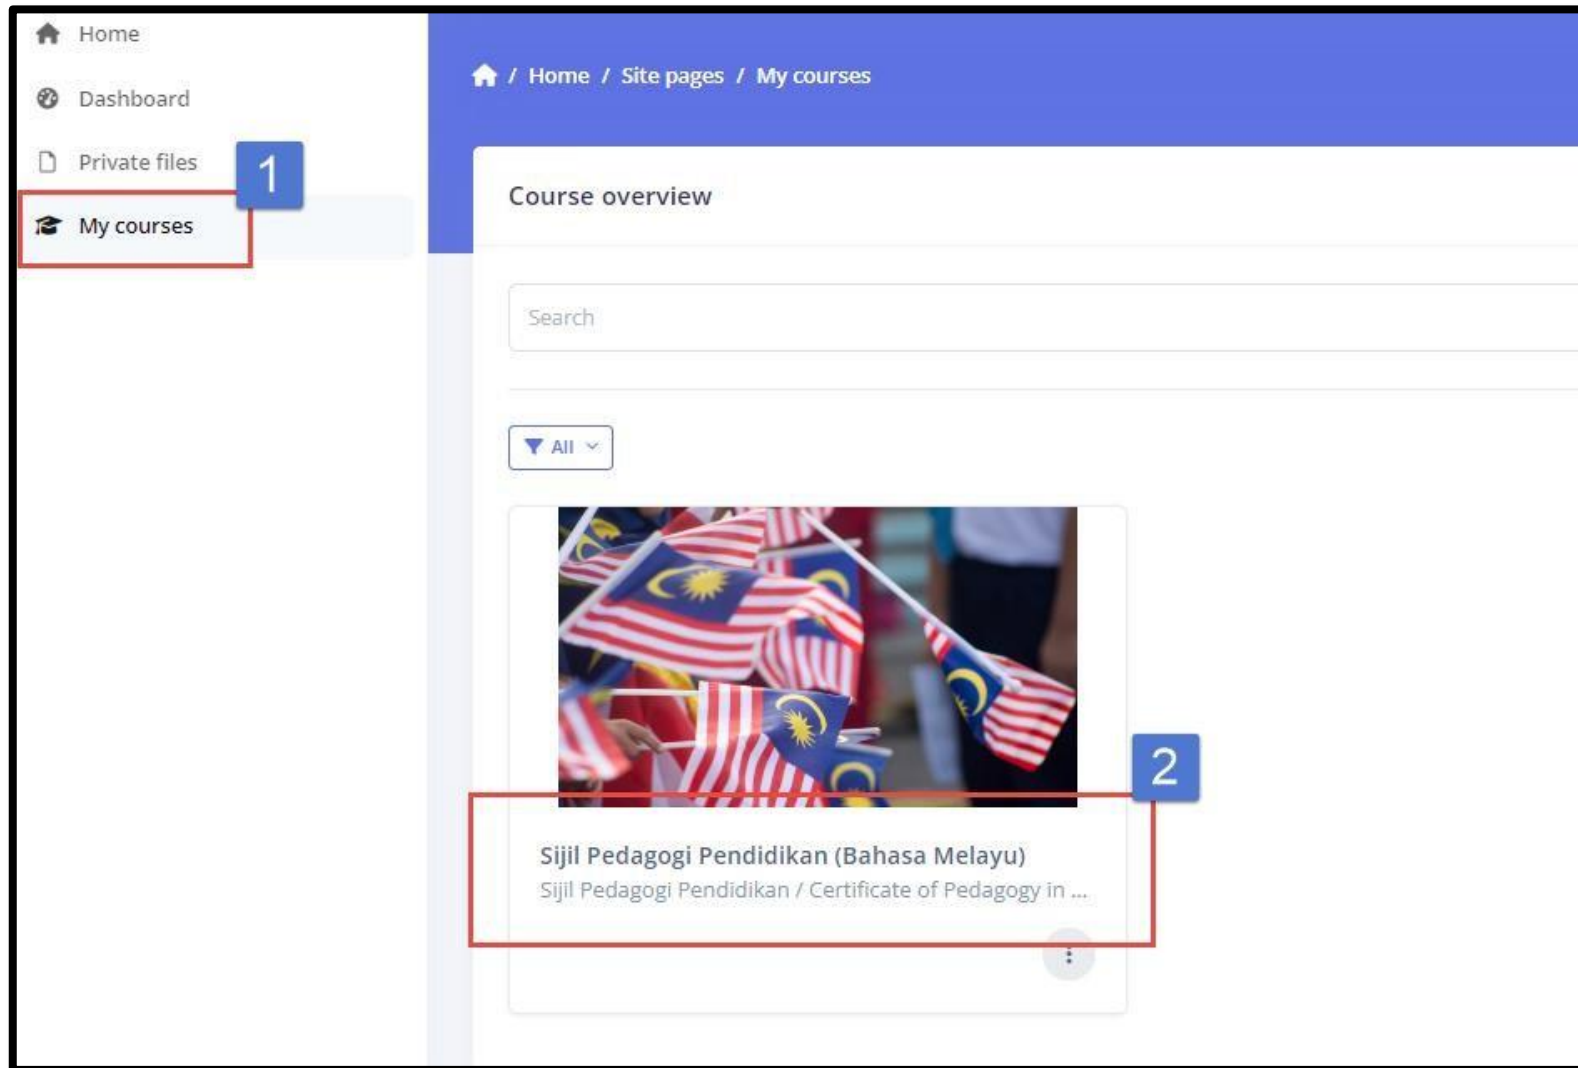 Home
Dashboard
Private files
My courses
1
/ Home / Site pages / My courses
Course overview
Search
All
2
Sijil Pedagogi Pendidikan (Bahasa Melayu)
Sijil Pedagogi Pendidikan / Certificate of Pedagogy in ...